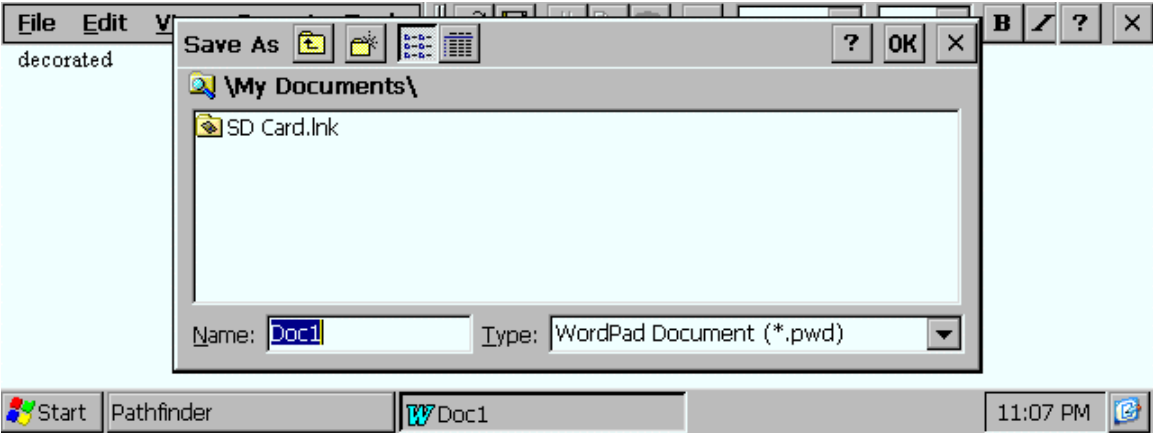 File Edit
B I ?
decorated
Save As ? OK
\My Documents\
SD Card.lnk
Name: Doc1 Type: WordPad Document (*.pwd)
Start Pathfinder Doc1 11:07 PM